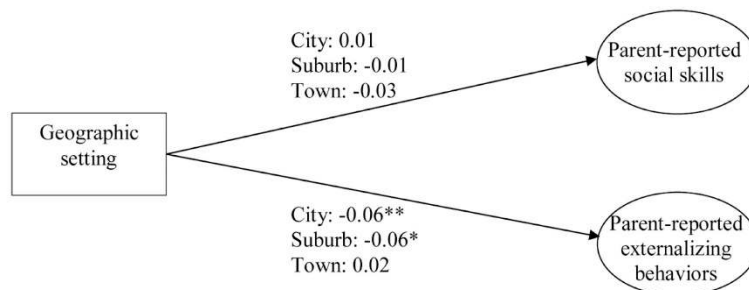 City: 0.01
Suburb: -0.01
Town: -0.03
Parent-reported
social skills
Geographic
setting
City: -0.06**
Suburb: -0.06*
Town: 0.02
Parent-reported
externalizing
behaviors